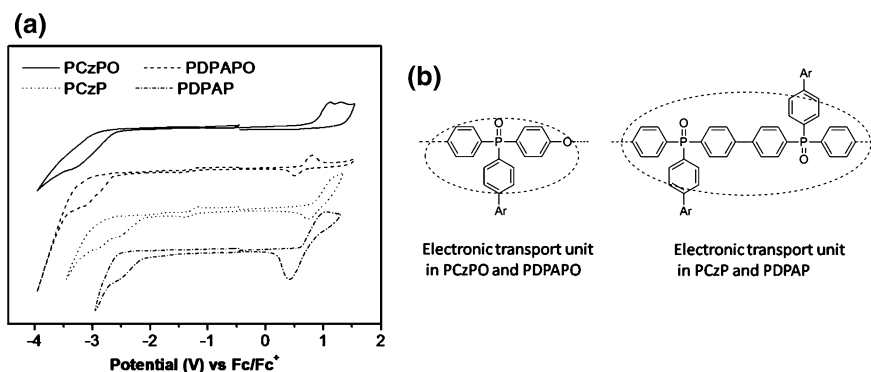 (a)
PCzPO
PDPAPO
PCzP
PDPAP
-4 -3 -2 -1 0 1 2
Potential (V) vs Fc/Fc+
(b)
O
P
O
Ar
Ar
O
P
P
O
Ar
Electronic transport unit
in PCzPO and PDPAPO
Electronic transport unit
in PCzP and PDPAP